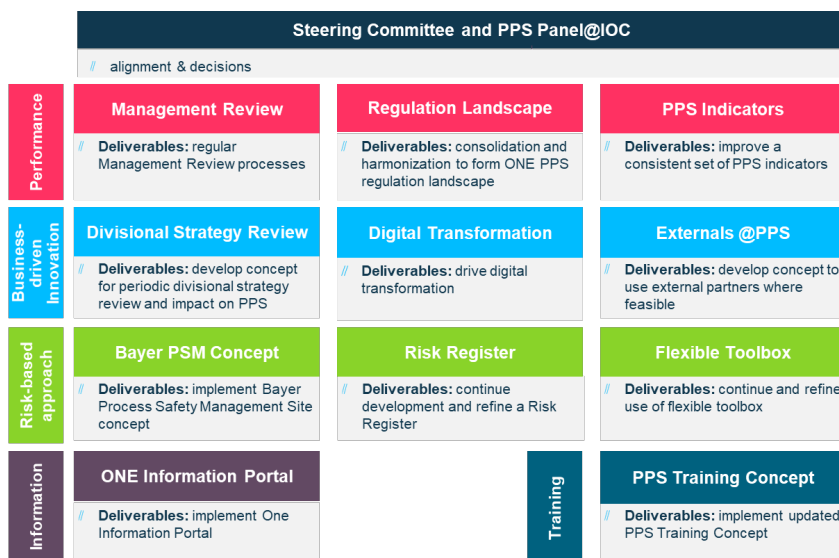 Steering Committee and PPS Panel@IOC
// alignment & decisions
Performance
Management Review
// Deliverables: regular
Management Review processes
Regulation Landscape
// Deliverables: consolidation and
harmonization to form ONE PPS
regulation landscape
PPS Indicators
// Deliverables: improve a
consistent set of PPS indicators
Business-
driven
Innovation
Divisional Strategy Review
// Deliverables: develop concept
for periodic divisional strategy
review and impact on PPS
Digital Transformation
// Deliverables: drive digital
transformation
Externals @PPS
// Deliverables: develop concept to
use external partners where
feasible
Risk-based
approach
Bayer PSM Concept
// Deliverables: implement Bayer
Process Safety Management Site
concept
Risk Register
// Deliverables: continue
development and refine a Risk
Register
Flexible Toolbox
// Deliverables: continue and refine
use of flexible toolbox
Information
ONE Information Portal
// Deliverables: implement One
Information Portal
Training
PPS Training Concept
// Deliverables: implement updated
PPS Training Concept